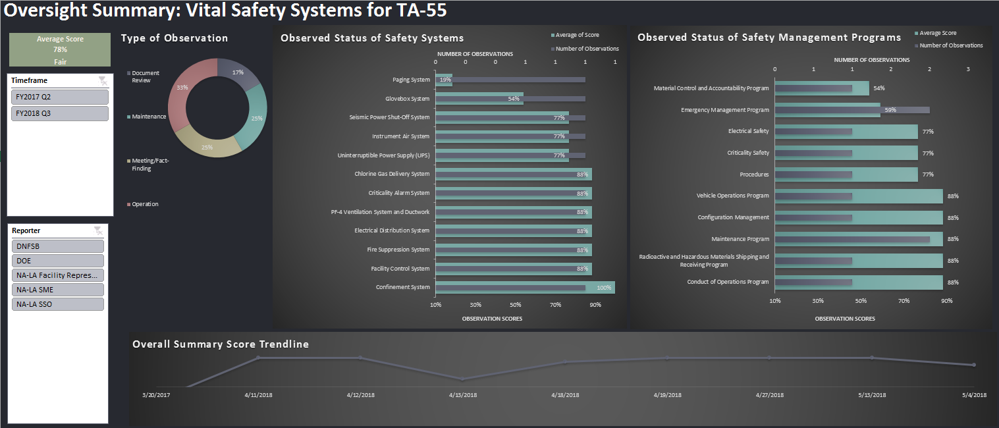 Oversight Summary: Vital Safety Systems for TA-55
Average Score
78%
Fair
Timeframe
FY2017 Q2
FY2018 Q3
Reporter
DNFSB
DOE
NA-LA Facility Repres...
NA-LA SME
NA-LA SSO
Type of Observation
Document
Review
Maintenance
Meeting/Fact-
Finding
Operation
17%
25%
25%
33%
Observed Status of Safety Systems
Average of Score
Number of Observations
NUMBER OF OBSERVATIONS
0 0 0 1 1 1 1
Paging System 19%
Glovebox System 54%
Seismic Power Shut-Off System 77%
Instrument Air System 77%
Uninterruptible Power Supply (UPS) 77%
Chlorine Gas Delivery System 88%
Criticality Alarm System 88%
PF-4 Ventilation System and Ductwork 88%
Electrical Distribution System 88%
Fire Suppression System 88%
Facility Control System 88%
Confinement System 100%
10% 30% 50% 70% 90%
OBSERVATION SCORES
Observed Status of Safety Management Programs
Average Score
Number of Observations
NUMBER OF OBSERVATIONS
0 1 1 2 2 3
Material Control and Accountability Program 54%
Emergency Management Program 59%
Electrical Safety 77%
Criticality Safety 77%
Procedures 77%
Vehicle Operations Program 88%
Configuration Management 88%
Maintenance Program 88%
Radioactive and Hazardous Materials Shipping and
Receiving Program 88%
Conduct of Operations Program 88%
10% 30% 50% 70% 90%
OBSERVATION SCORES
Overall Summary Score Trendline
3/20/2017 4/11/2018 4/12/2018 4/13/2018 4/18/2018 4/19/2018 4/27/2018 5/13/2018 5/4/2018